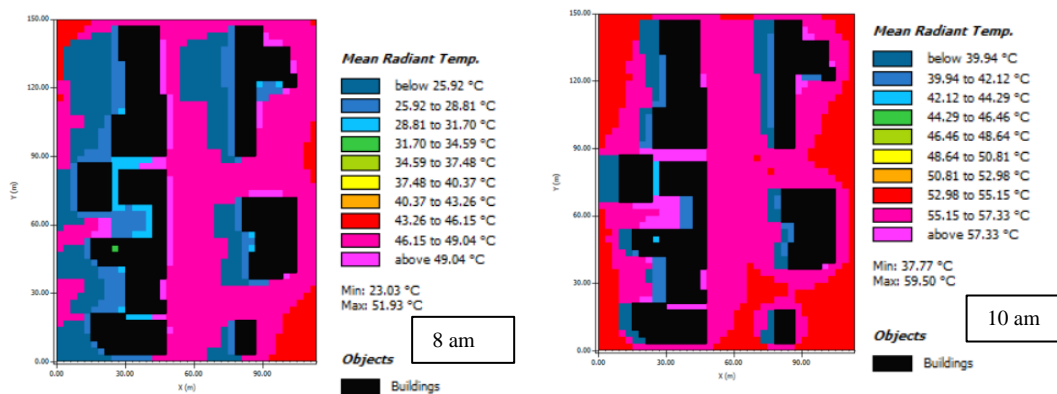 150.00
120.00
90.00
60.00
30.00
0.00
Y (m)
0.00 30.00 60.00 90.00
X (m)
Mean Radiant Temp.
below 25.92 °C
25.92 to 28.81 °C
28.81 to 31.70 °C
31.70 to 34.59 °C
34.59 to 37.48 °C
37.48 to 40.37 °C
40.37 to 43.26 °C
43.26 to 46.15 °C
46.15 to 49.04 °C
above 49.04 °C
Min: 23.03 °C
Max: 51.93 °C
8 am
Objects
Buildings
150.00
120.00
90.00
60.00
30.00
0.00
Y (m)
0.00 30.00 60.00 90.00
X (m)
Mean Radiant Temp.
below 39.94 °C
39.94 to 42.12 °C
42.12 to 44.29 °C
44.29 to 46.46 °C
46.46 to 48.64 °C
48.64 to 50.81 °C
50.81 to 52.98 °C
52.98 to 55.15 °C
55.15 to 57.33 °C
above 57.33 °C
Min: 37.77 °C
Max: 59.50 °C
10 am
Objects
Buildings